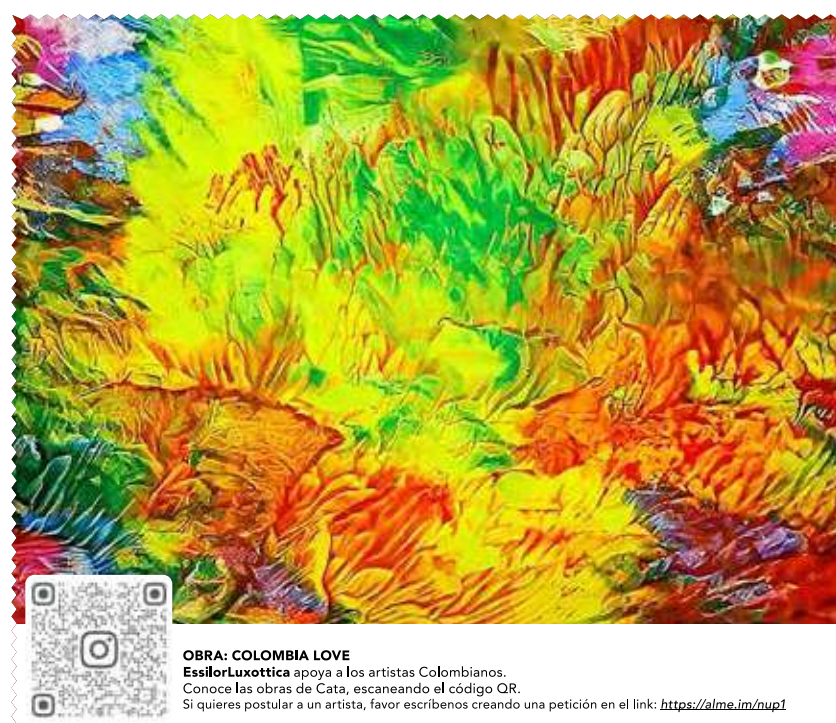 OBRA: COLOMBIA LOVE
EssilorLuxottica apoya a los artistas Colombianos.
Conoce las obras de Cata, escaneando el código QR.
Si quieres postular a un artista, favor escríbenos creando una petición en el link: https://alme.im/nup1